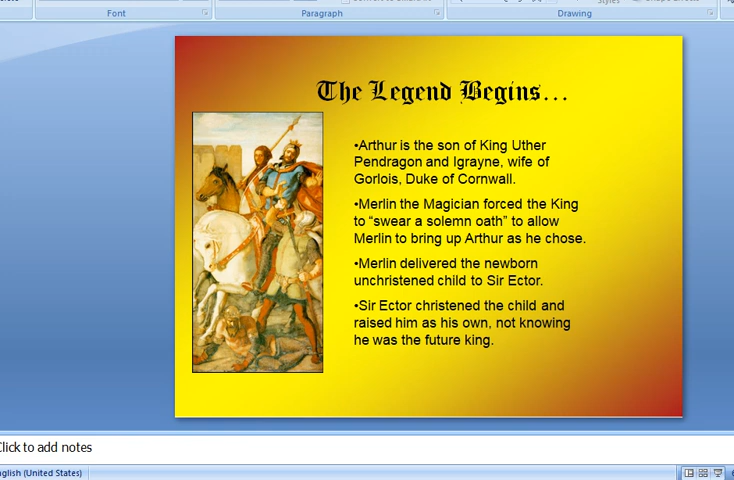 Font
Paragraph
Drawing
Styles
The Legend Begins...
•Arthur is the son of King Uther
Pendragon and Igrayne, wife of
Gorlois, Duke of Cornwall.
•Merlin the Magician forced the King
to “swear a solemn oath” to allow
Merlin to bring up Arthur as he chose.
•Merlin delivered the newborn
unchristened child to Sir Ector.
•Sir Ector christened the child and
raised him as his own, not knowing
he was the future king.
Click to add notes
nglish (United States)